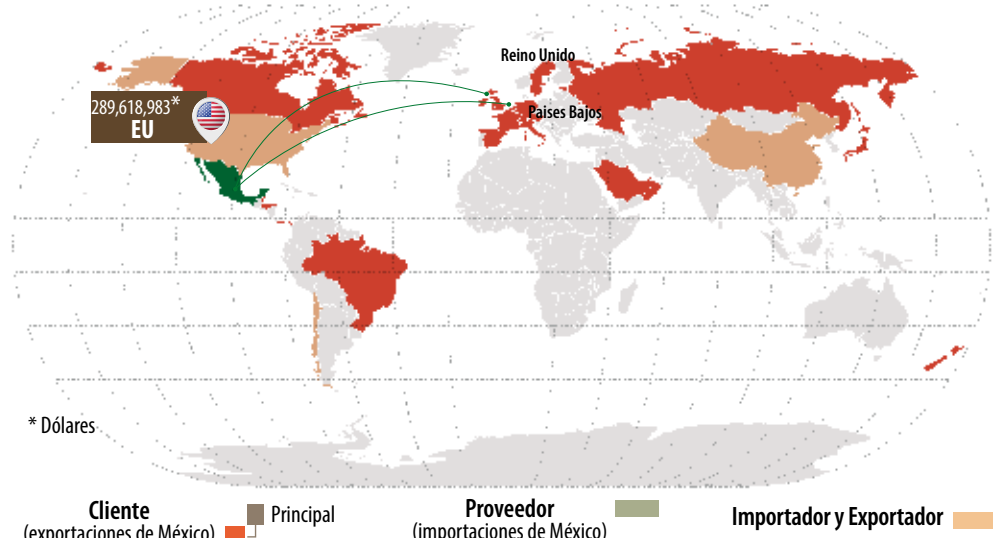 Reino Unido
289,618,983*
EU
Paises Bajos
* Dólares
Cliente
(exportaciones de México)
Principal
Proveedor
(importaciones de México)
Importador y Exportador